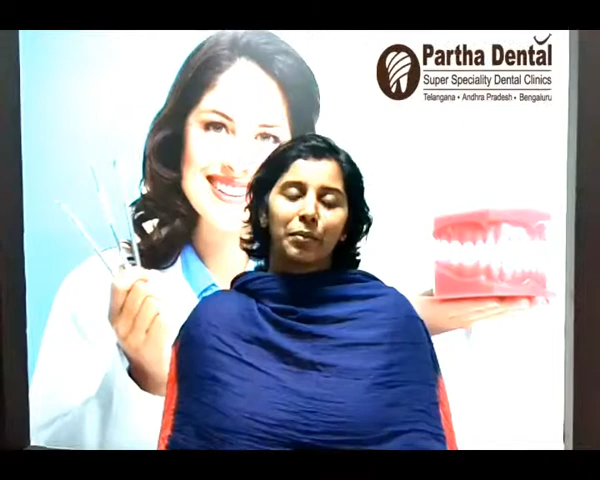 Partha Dental
Super Speciality Dental Clinics
Telangana • Andhra Pradesh • Bengaluru